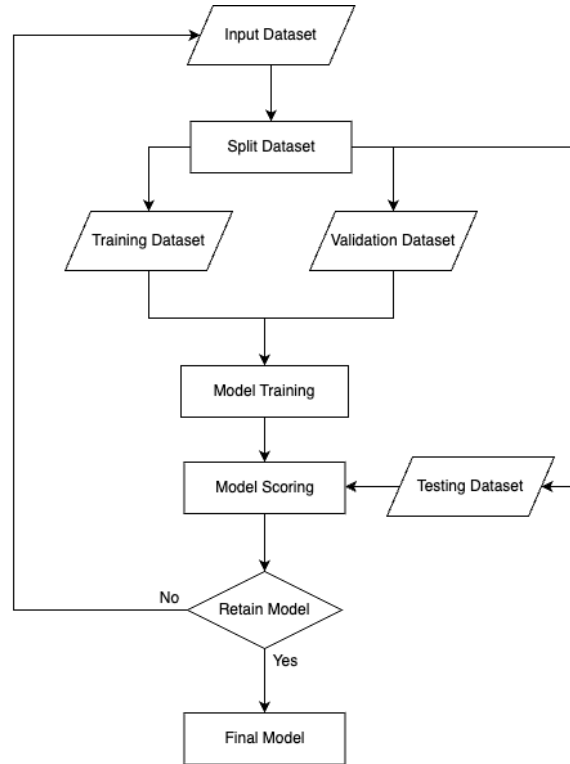 Input Dataset
Split Dataset
Training Dataset
Validation Dataset
Model Training
Model Scoring
Testing Dataset
No
Retain Model
Yes
Final Model